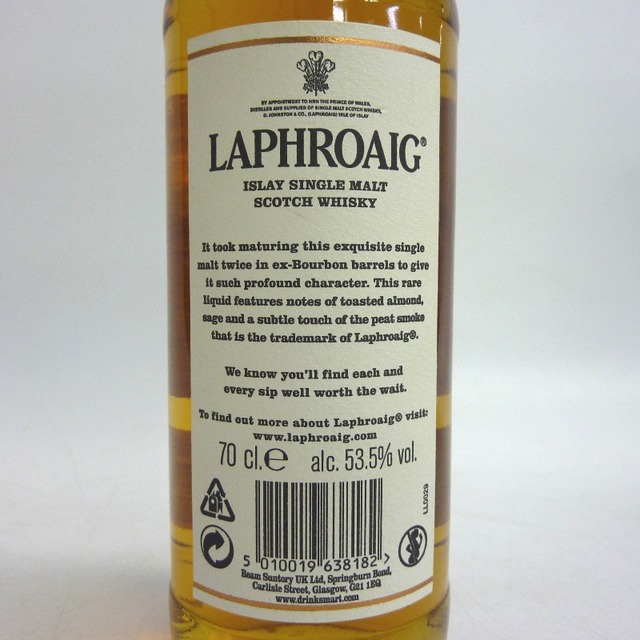 BY APPOINTMENT TO HRH THE PRINCE OF WALES,
DISTILLER AND SUPPLIER OF SINGLE MALT SCOTCH WHISKY,
D. JOHNSTON & CO., (LAPHROAIG) ISLE OF ISLAY
LAPHROAIG®
ISLAY SINGLE MALT
SCOTCH WHISKY
It took maturing this exquisite single
malt twice in ex-Bourbon barrels to give
it such profound character. This rare
liquid features notes of toasted almond,
sage and a subtle touch of the peat smoke
that is the trademark of Laphroaig®.
We know you'll find each and
every sip well worth the wait.
To find out more about Laphroaig® visit:
www.laphroaig.com
70 cl.e alc. 53.5% vol.
LL0029
5 010019 638182 >
Beam Suntory UK Ltd, Springburn Bond,
Carlisle Street, Glasgow, G21 1EQ
www.drinksmart.com